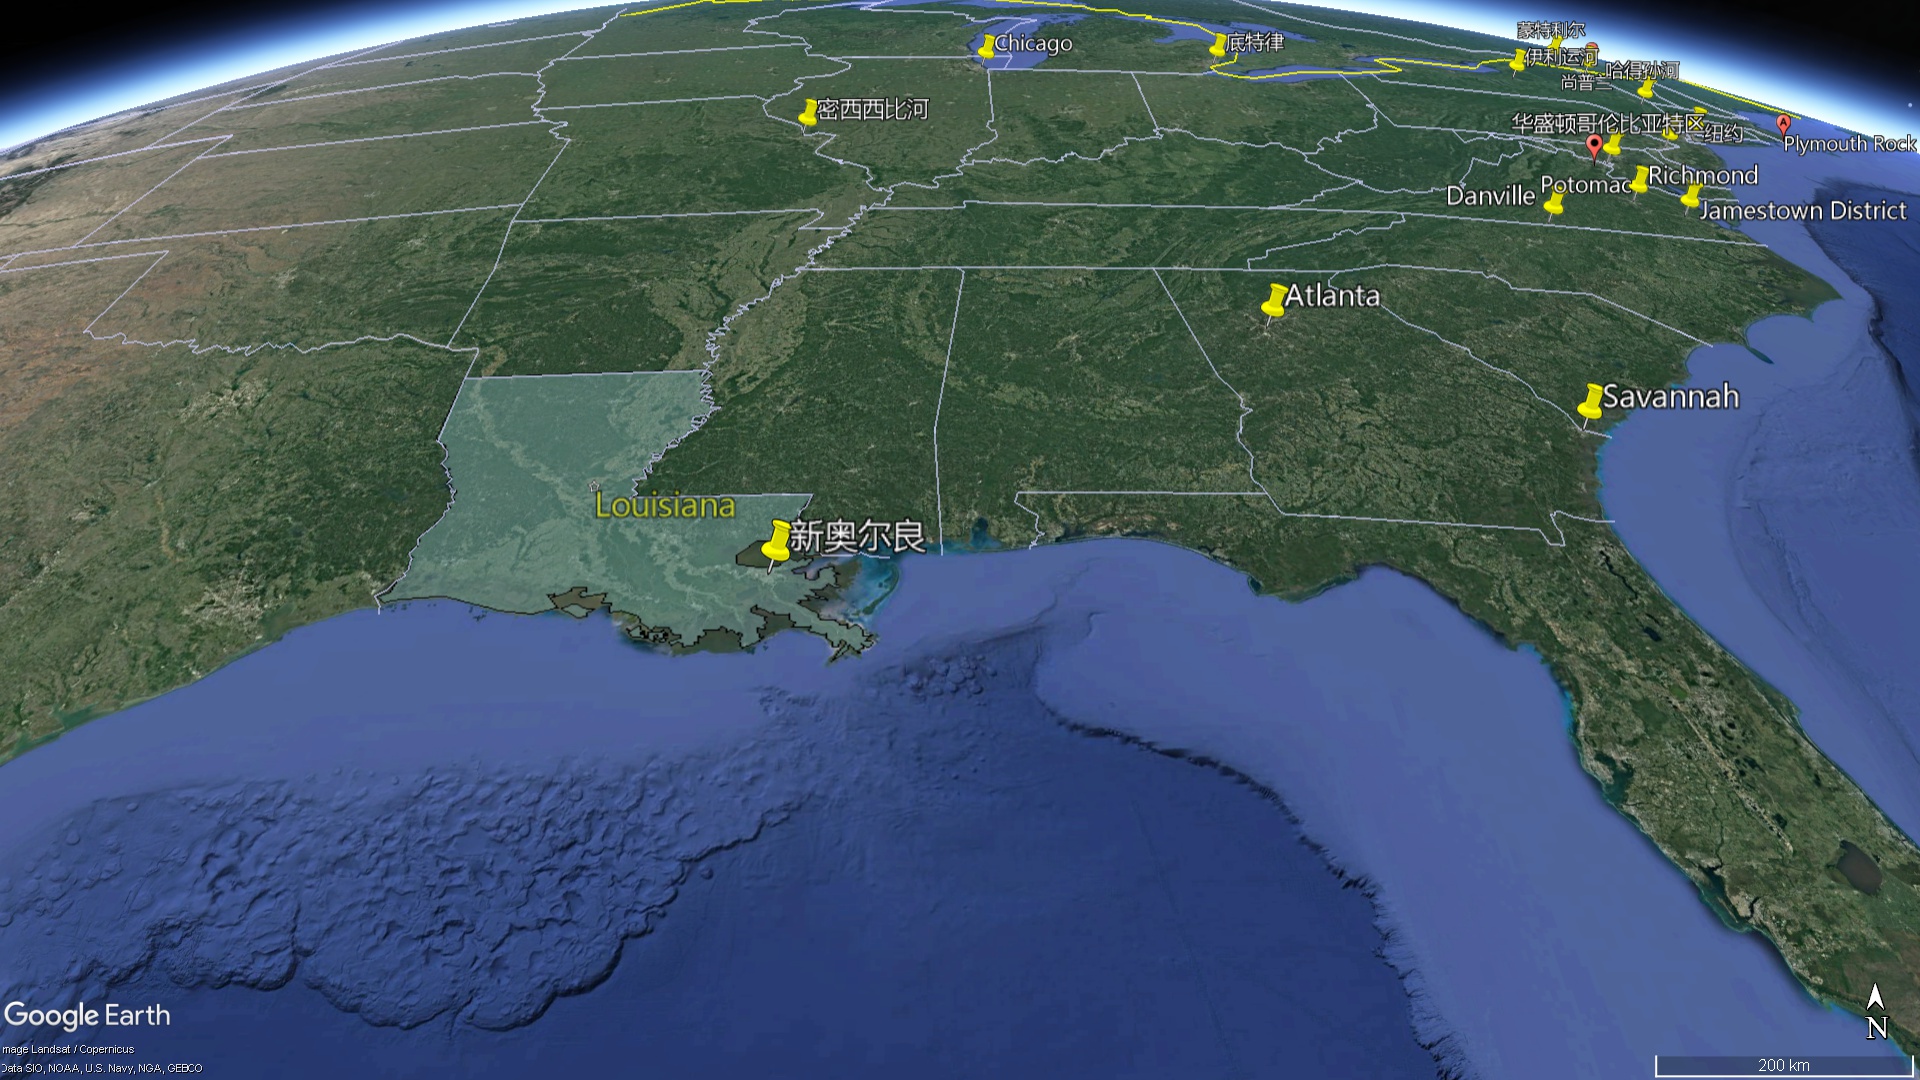 蒙特利尔
Chicago
底特律
伊利运河
哈得孙河
尚普兰
密西西比河
华盛顿哥伦比亚特区
纽约
Plymouth Rock
Richmond
Potomac
Danville
Jamestown District
Atlanta
Savannah
Louisiana
新奥尔良
Google Earth
mage Landsat / Copernicus
Data SIO, NOAA, U.S. Navy, NGA, GEBCO
N
200 km
A